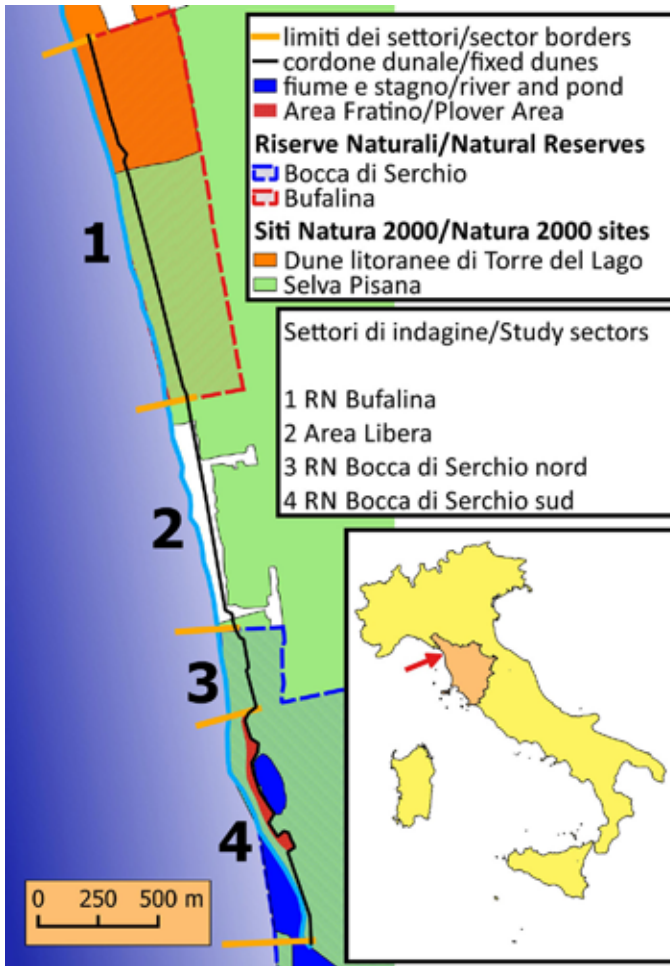 limiti dei settori/sector borders
cordone dunale/fixed dunes
fiume e stagno/river and pond
Area Fratino/Plover Area
Riserve Naturali/Natural Reserves
Bocca di Serchio
Bufalina
Siti Natura 2000/Natura 2000 sites
Dune litoranee di Torre del Lago
Selva Pisana
Settori di indagine/Study sectors
1 RN Bufalina
2 Area Libera
3 RN Bocca di Serchio nord
4 RN Bocca di Serchio sud
1
2
3
4
0 250 500 m